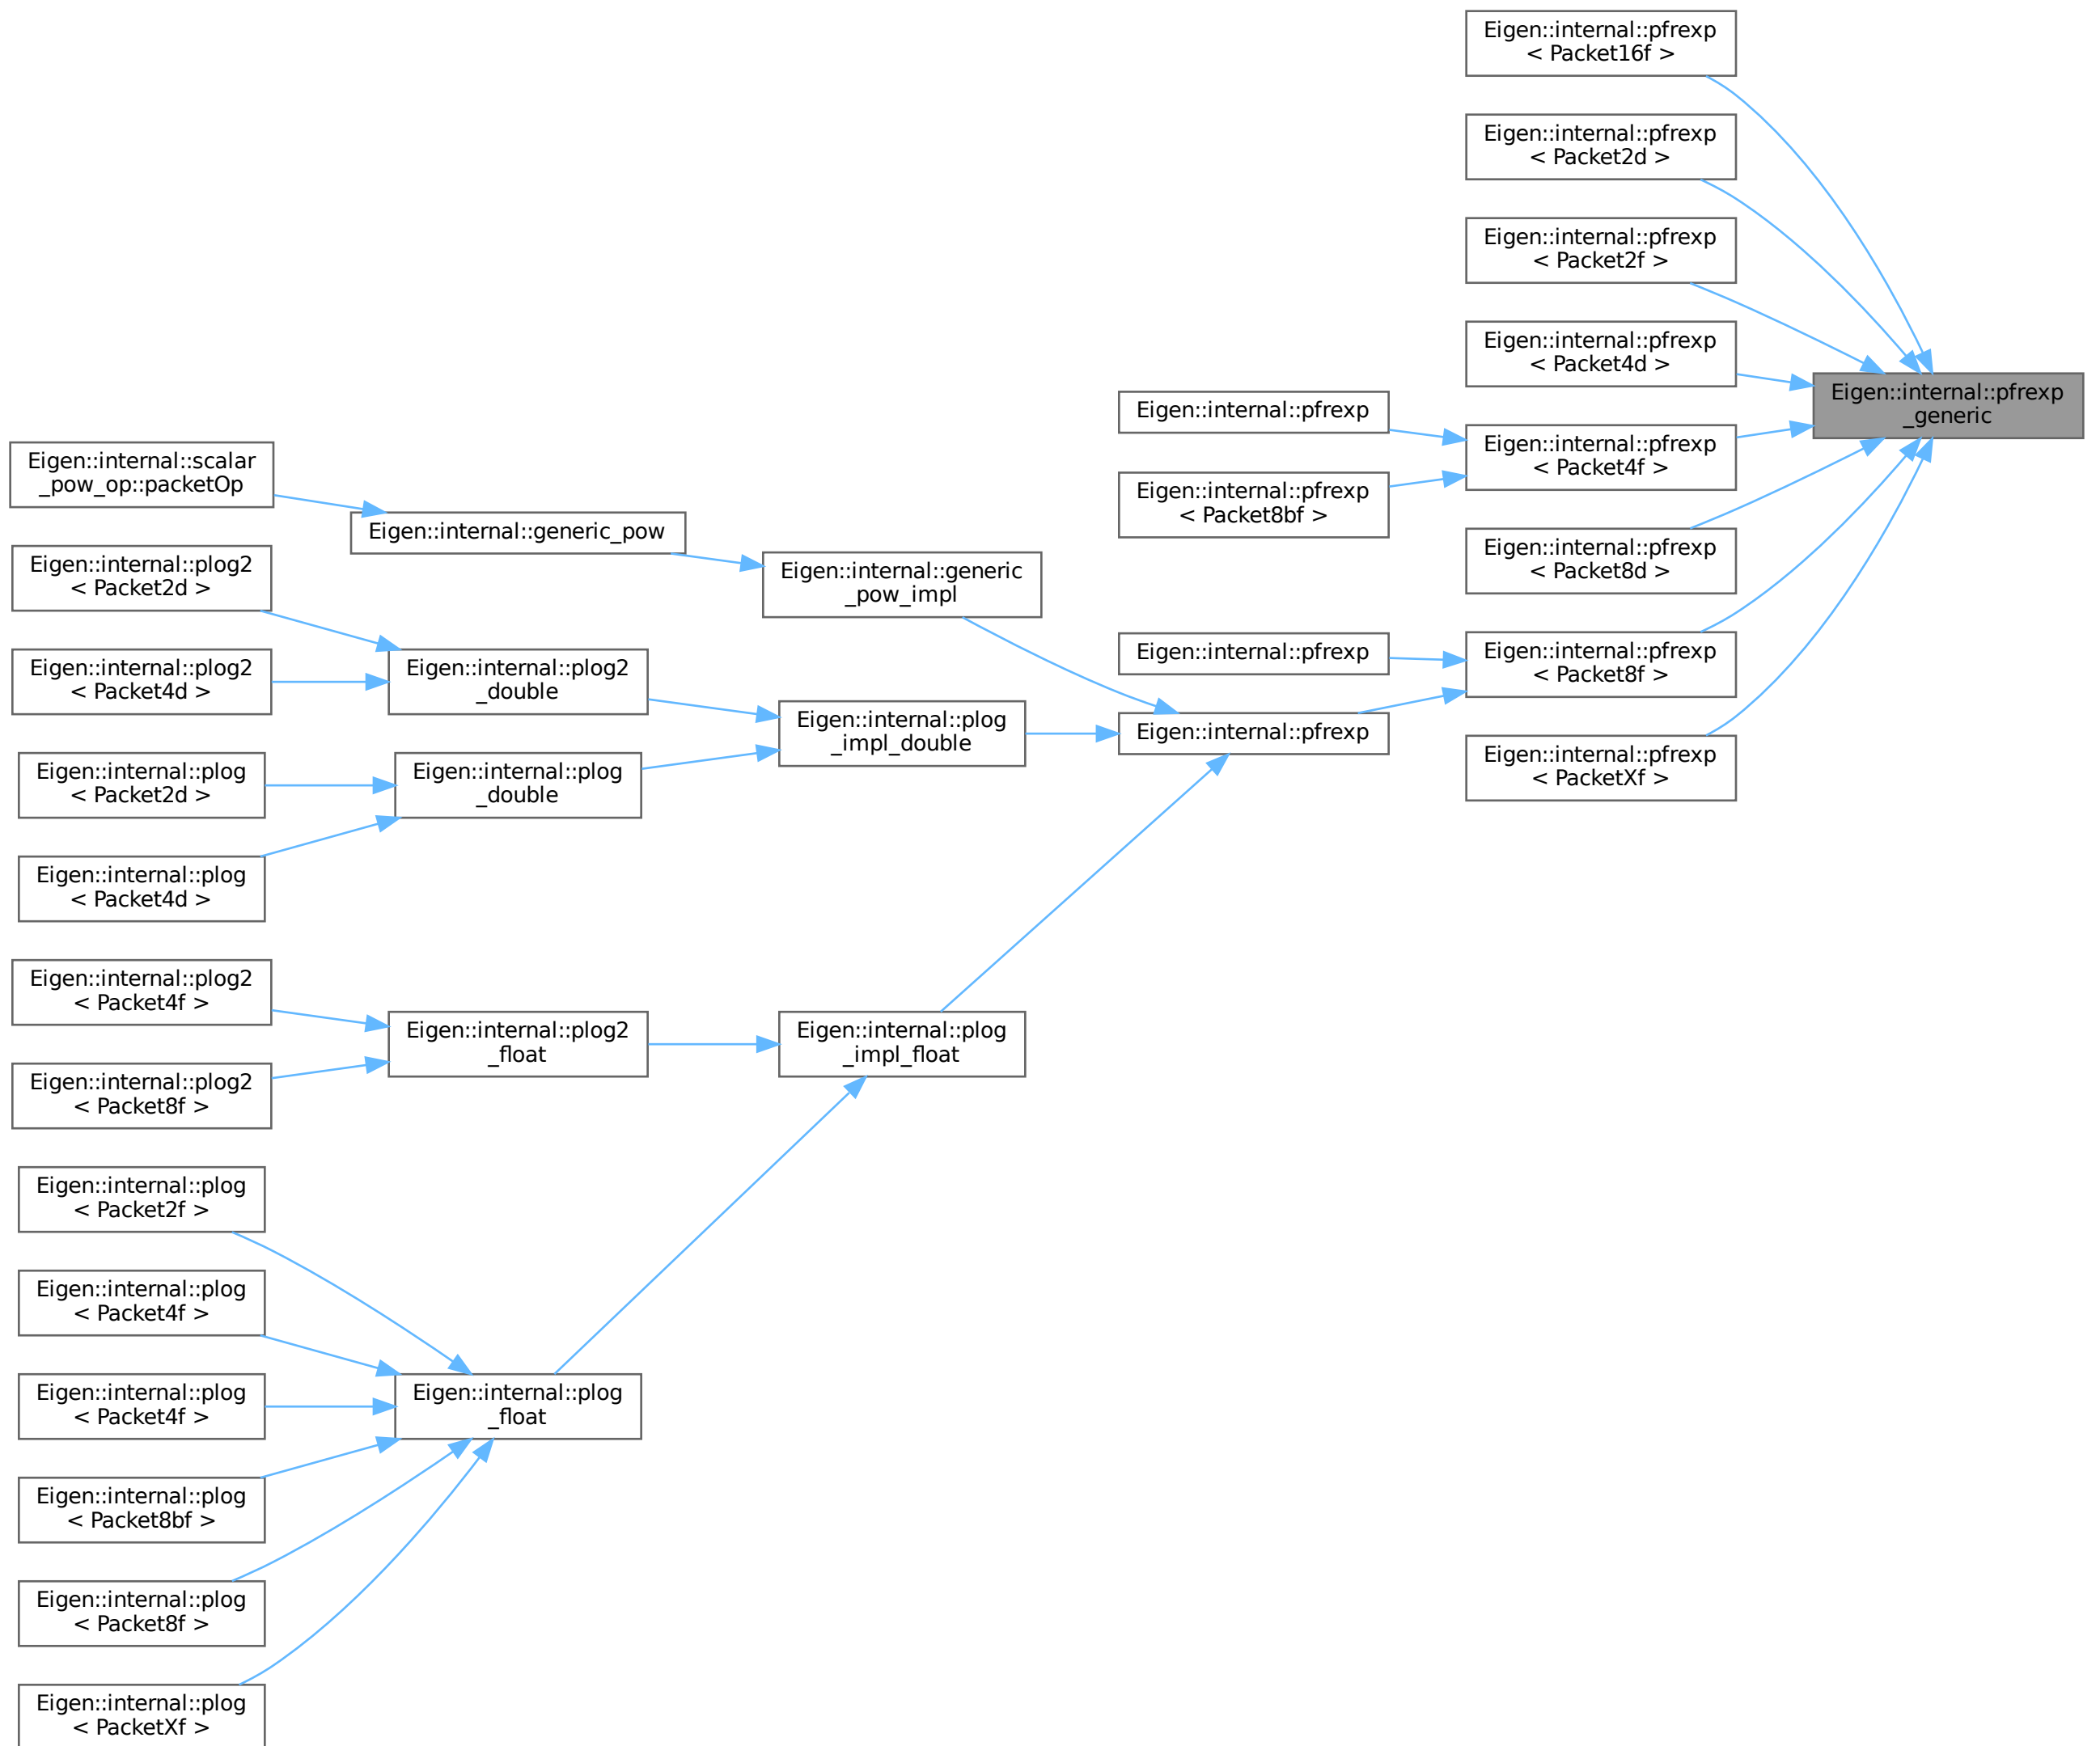 Eigen::internal::pfrexp
< Packet16f >
Eigen::internal::pfrexp
< Packet2d >
Eigen::internal::pfrexp
< Packet2f >
Eigen::internal::pfrexp
< Packet4d >
Eigen::internal::pfrexp
_generic
Eigen::internal::pfrexp
Eigen::internal::pfrexp
< Packet4f >
Eigen::internal::scalar
_pow_op::packetOp
Eigen::internal::pfrexp
< Packet8bf >
Eigen::internal::generic_pow
Eigen::internal::pfrexp
< Packet8d >
Eigen::internal::plog2
< Packet2d >
Eigen::internal::generic
_pow_impl
Eigen::internal::pfrexp
Eigen::internal::pfrexp
< Packet8f >
Eigen::internal::plog2
< Packet4d >
Eigen::internal::plog2
_double
Eigen::internal::plog
_impl_double
Eigen::internal::pfrexp
Eigen::internal::pfrexp
< PacketXf >
Eigen::internal::plog
< Packet2d >
Eigen::internal::plog
_double
Eigen::internal::plog
< Packet4d >
Eigen::internal::plog2
< Packet4f >
Eigen::internal::plog2
_float
Eigen::internal::plog
_impl_float
Eigen::internal::plog2
< Packet8f >
Eigen::internal::plog
< Packet2f >
Eigen::internal::plog
< Packet4f >
Eigen::internal::plog
< Packet4f >
Eigen::internal::plog
_float
Eigen::internal::plog
< Packet8bf >
Eigen::internal::plog
< Packet8f >
Eigen::internal::plog
< PacketXf >